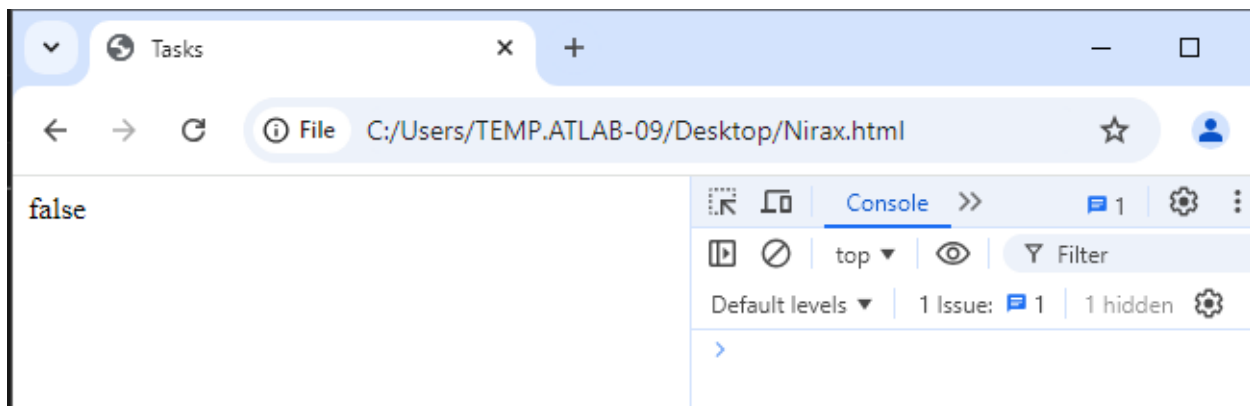 Tasks
File C:/Users/TEMP.ATLAB-09/Desktop/Nirax.html
false
Console 1
top Filter
Default levels 1 Issue: 1 1 hidden